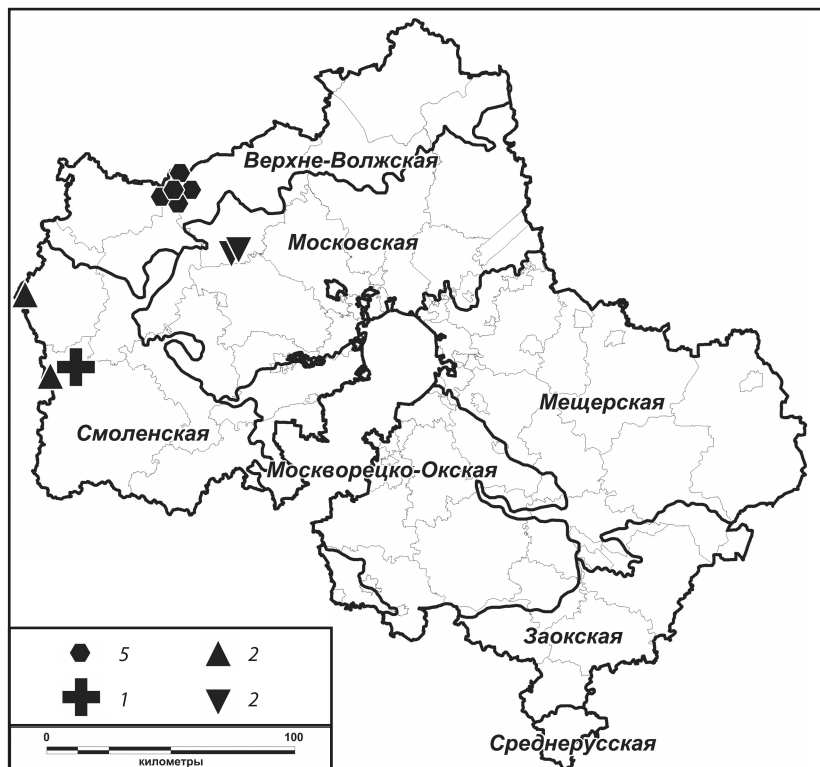 Верхне-Волжская
Московская
Мещерская
Смоленская
Москворецко-Окская
Заокская
Среднерусская
5 2
1 2
0 100
километры